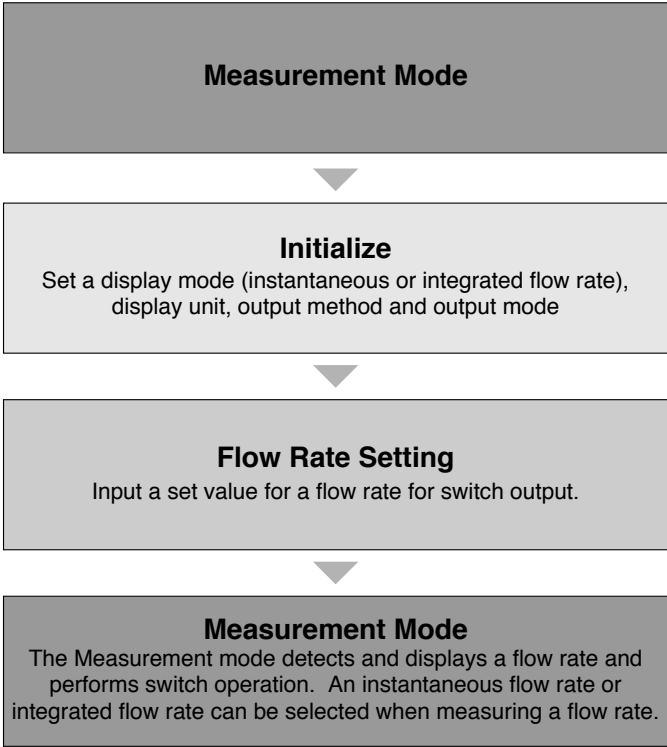 Measurement Mode
Initialize
Set a display mode (instantaneous or integrated flow rate),
display unit, output method and output mode
Flow Rate Setting
Input a set value for a flow rate for switch output.
Measurement Mode
The Measurement mode detects and displays a flow rate and
performs switch operation.  An instantaneous flow rate or
integrated flow rate can be selected when measuring a flow rate.